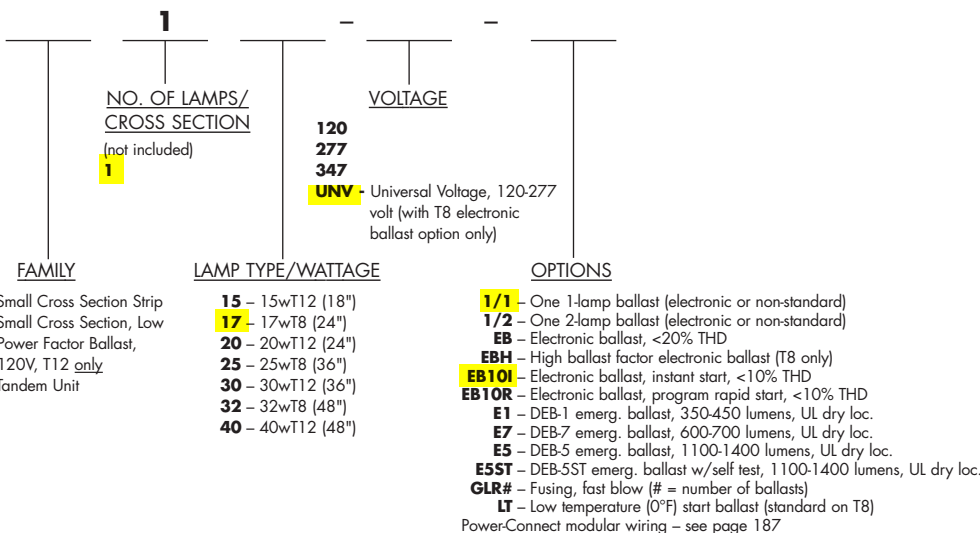 1 – –
NO. OF LAMPS/
CROSS SECTION
(not included)
1
VOLTAGE
120
277
347
UNV - Universal Voltage, 120-277
volt (with T8 electronic
ballast option only)
FAMILY
Small Cross Section Strip
Small Cross Section, Low
Power Factor Ballast,
120V, T12 only
Tandem Unit
LAMP TYPE/WATTAGE
15 – 15wT12 (18")
17 – 17wT8 (24")
20 – 20wT12 (24")
25 – 25wT8 (36")
30 – 30wT12 (36")
32 – 32wT8 (48")
40 – 40wT12 (48")
OPTIONS
1/1 – One 1-lamp ballast (electronic or non-standard)
1/2 – One 2-lamp ballast (electronic or non-standard)
EB – Electronic ballast, <20% THD
EBH – High ballast factor electronic ballast (T8 only)
EB10I – Electronic ballast, instant start, <10% THD
EB10R – Electronic ballast, program rapid start, <10% THD
E1 – DEB-1 emerg. ballast, 350-450 lumens, UL dry loc.
E7 – DEB-7 emerg. ballast, 600-700 lumens, UL dry loc.
E5 – DEB-5 emerg. ballast, 1100-1400 lumens, UL dry loc.
E5ST – DEB-5ST emerg. ballast w/self test, 1100-1400 lumens, UL dry loc.
GLR# – Fusing, fast blow (# = number of ballasts)
LT – Low temperature (0°F) start ballast (standard on T8)
Power-Connect modular wiring – see page 187